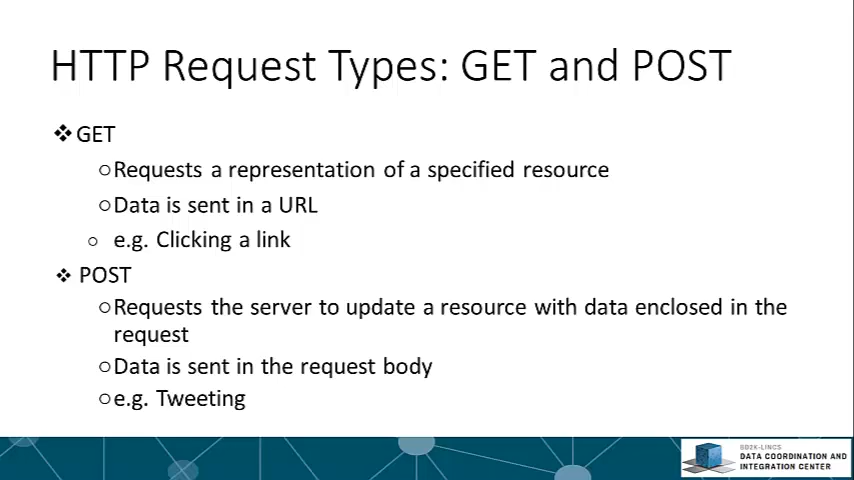 HTTP Request Types: GET and POST
❖GET
○Requests a representation of a specified resource
○Data is sent in a URL
○ e.g. Clicking a link
❖ POST
○Requests the server to update a resource with data enclosed in the
request
○Data is sent in the request body
○e.g. Tweeting
BD2K-LINCS
DATA COORDINATION AND
INTEGRATION CENTER